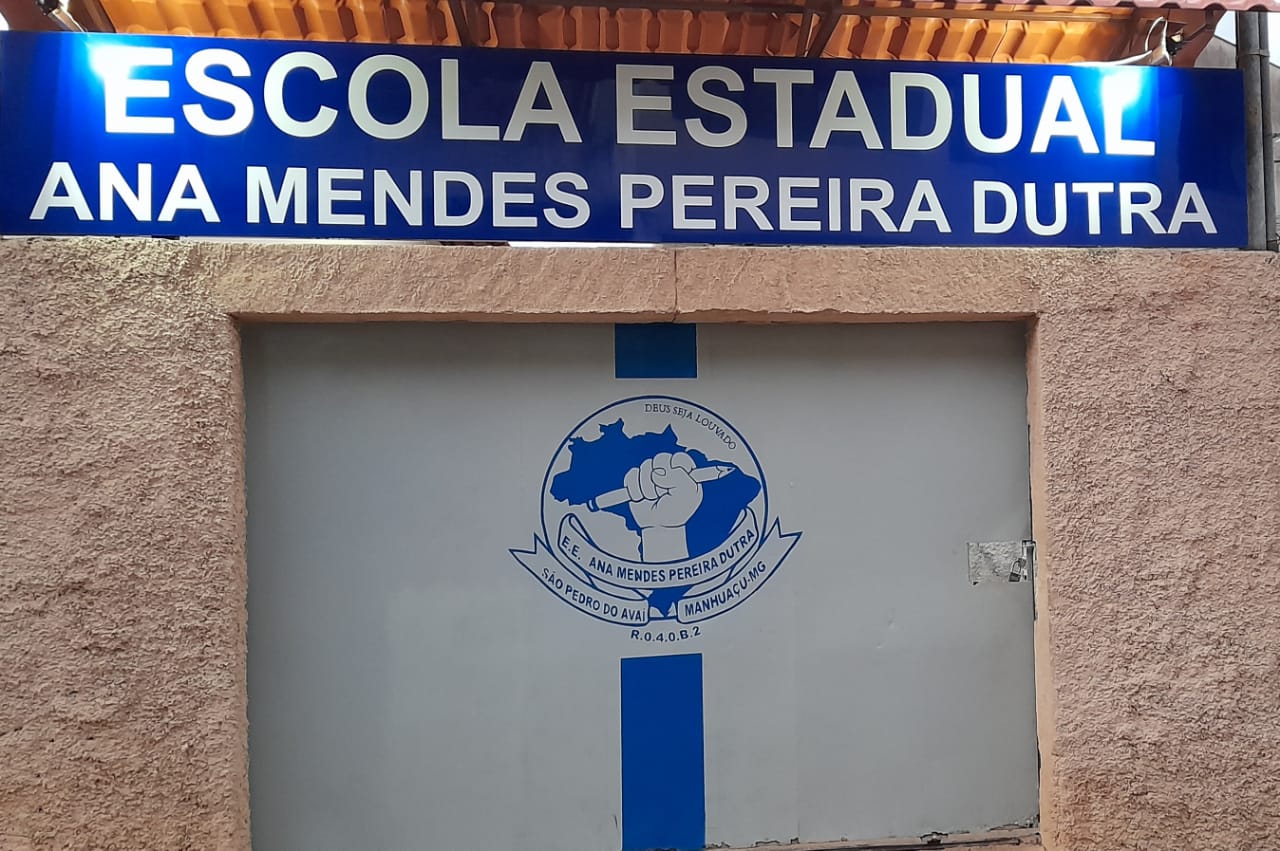 ESCOLA ESTADUAL
ANA MENDES PEREIRA DUTRA
DEUS SEJA LOUVADO
E.E. ANA MENDES PEREIRA DUTRA
SÃO PEDRO DO AVAÍ MANHUAÇU-MG
R.0.4.0.B.2